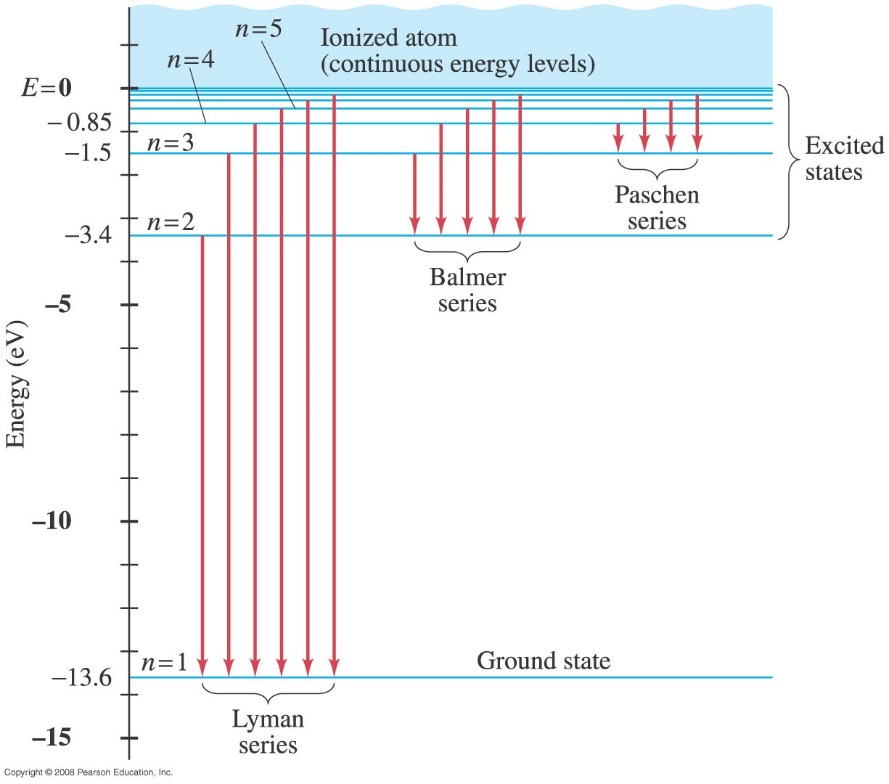 n=5
Ionized atom
(continuous energy levels)
n=4
E=0
−0.85
n=3
−1.5
Excited
states
Paschen
series
n=2
−3.4
Balmer
series
−5
Energy (eV)
−10
n=1
Ground state
−13.6
Lyman
series
−15
Copyright © 2008 Pearson Education, Inc.